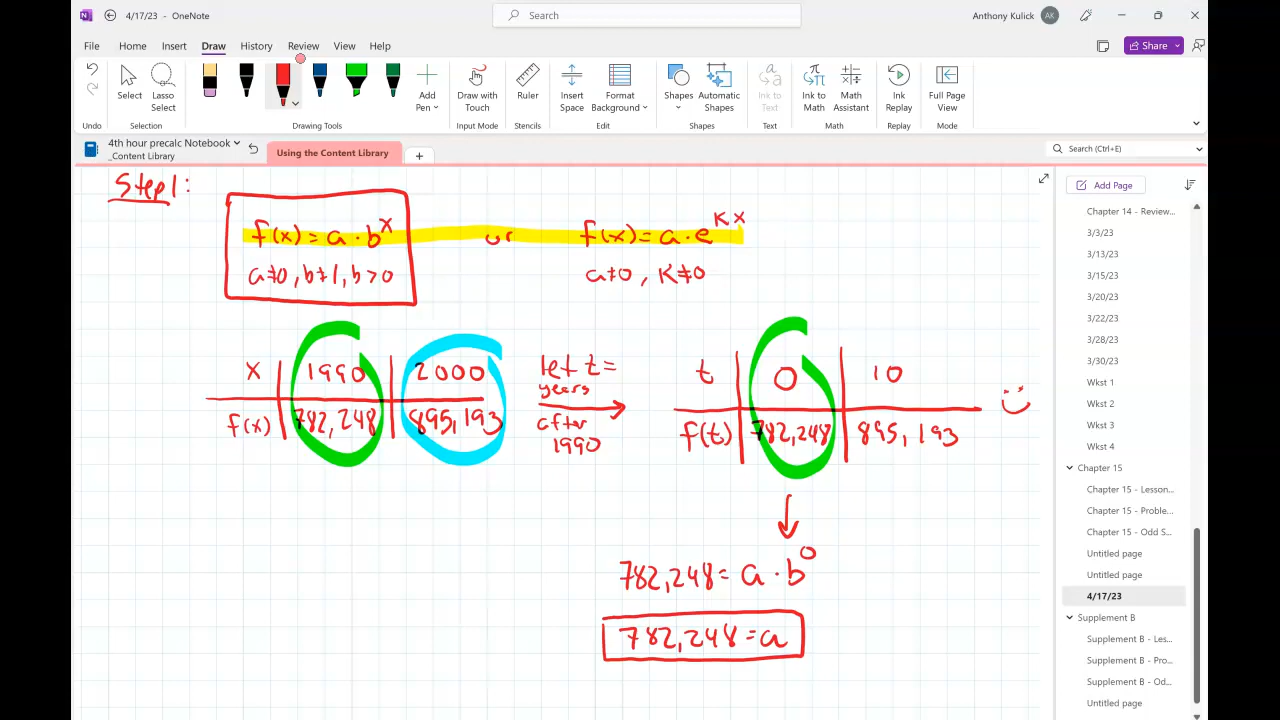 4/17/23 - OneNote
Search
Anthony Kulick AK
File Home Insert Draw History Review View Help
Share
Undo
Select
Lasso Select
Add Pen
Draw with Touch
Ruler
Insert Space
Format Background
Shapes
Automatic Shapes
Ink to Text
Ink to Math
Math Assistant
Ink Replay
Full Page View
Undo Selection Drawing Tools Input Mode Stencils Edit Shapes Text Math Replay Mode
4th hour precalc Notebook
_Content Library
Using the Content Library
+
Search (Ctrl+E)
Add Page
Chapter 14 - Review...
3/3/23
3/13/23
3/15/23
3/20/23
3/22/23
3/28/23
3/30/23
Wkst 1
Wkst 2
Wkst 3
Wkst 4
Chapter 15
Chapter 15 - Lesson...
Chapter 15 - Proble...
Chapter 15 - Odd S...
Untitled page
Untitled page
4/17/23
Supplement B
Supplement B - Les...
Supplement B - Pro...
Supplement B - Od...
Untitled page
Step 1:
f(x) = a · b^x or f(x) = a · e^{Kx}
a≠0, b≠1, b>0 a≠0, K≠0
x 1990 2000
f(x) 782,248 895,193
let t =
years
after
1990
t 0 10
f(t) 782,248 895,193
782,248 = a · b^0
782,248 = a